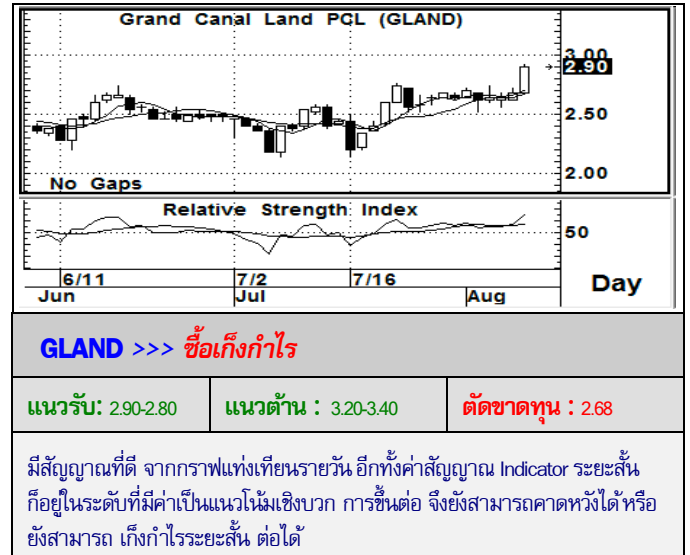 Grand Canal Land PCL (GLAND)
3.00
2.90
2.50
2.00
No Gaps
Relative Strength Index
50
6/11 7/2 7/16
Jun Jul Aug
Day
GLAND >>> ซื้อเก็งกำไร
แนวรับ: 2.90-2.80 แนวต้าน : 3.20-3.40 ตัดขาดทุน : 2.68
มีสัญญาณที่ดี จากกราฟแท่งเทียนรายวัน อีกทั้งค่าสัญญาณ Indicator ระยะสั้น
ก็อยู่ในระดับที่มีค่าเป็นแนวโน้มเชิงบวก การขึ้นต่อ จึงยังสามารถคาดหวังได้ หรือ
ยังสามารถ เก็งกำไรระยะสั้น ต่อได้